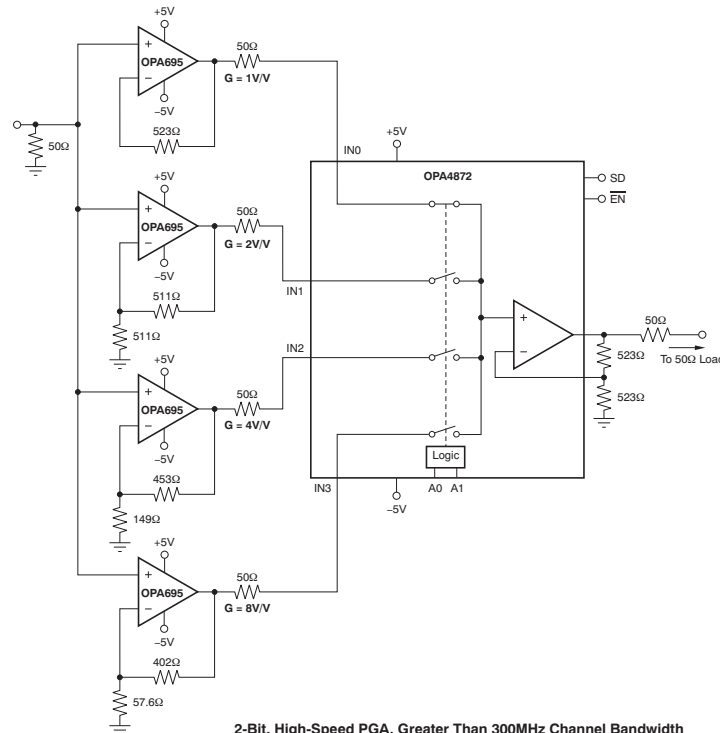 +5V
+
OPA695
−
−5V
50Ω
G = 1V/V
523Ω
50Ω
+5V
+
OPA695
−
−5V
50Ω
G = 2V/V
511Ω
511Ω
+5V
+
OPA695
−
−5V
50Ω
G = 4V/V
453Ω
149Ω
+5V
+
OPA695
−
−5V
50Ω
G = 8V/V
402Ω
57.6Ω
IN0
IN1
IN2
IN3
+5V
OPA4872
SD
EN
+
−
Logic
A0 A1
−5V
50Ω
To 50Ω Load
523Ω
523Ω
2-Bit, High-Speed PGA, Greater Than 300MHz Channel Bandwidth